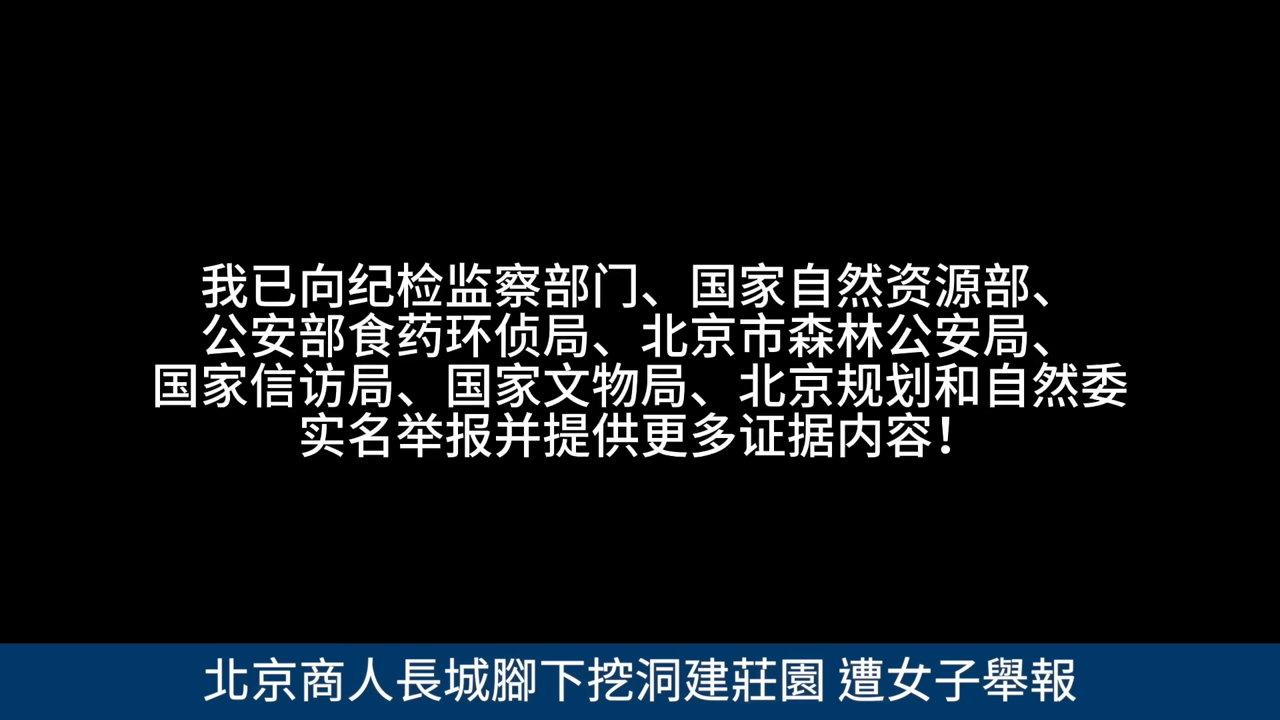 我已向纪检监察部门、国家自然资源部、
公安部食药环侦局、北京市森林公安局、
国家信访局、国家文物局、北京规划和自然委
实名举报并提供更多证据内容！
北京商人長城腳下挖洞建莊園 遭女子舉報